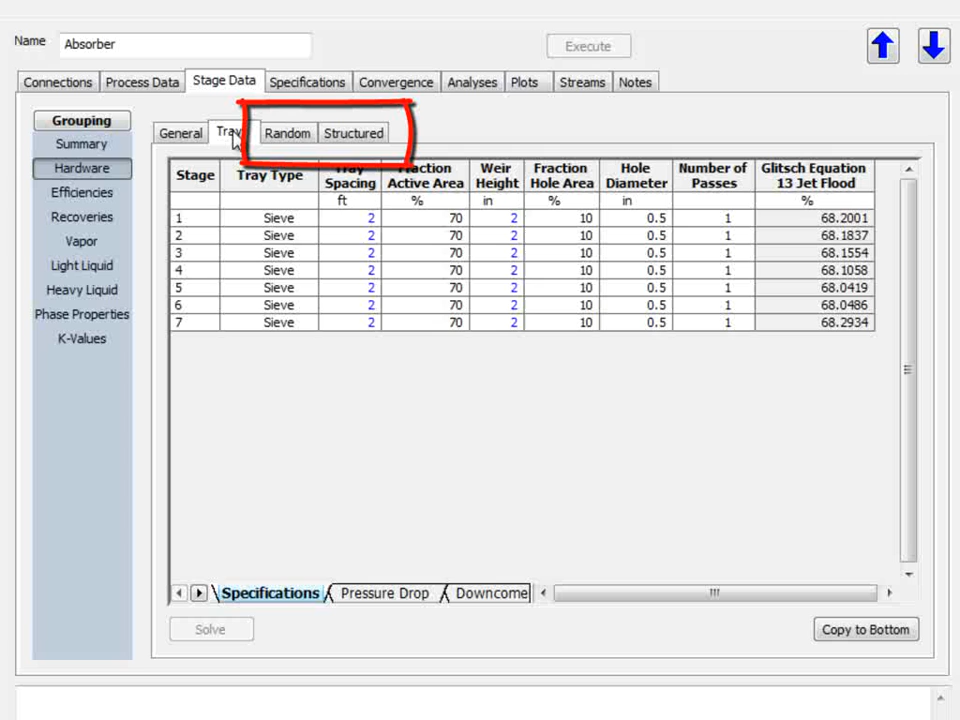 Name Absorber Execute
Connections Process Data Stage Data Specifications Convergence Analyses Plots Streams Notes
Grouping
Summary
Hardware
Efficiencies
Recoveries
Vapor
Light Liquid
Heavy Liquid
Phase Properties
K-Values
General Tray Random Structured
Stage Tray Type Tray Spacing Fraction Active Area Weir Height Fraction Hole Area Hole Diameter Number of Passes Glitsch Equation 13 Jet Flood
ft % in % in %
1 Sieve 2 70 2 10 0.5 1 68.2001
2 Sieve 2 70 2 10 0.5 1 68.1837
3 Sieve 2 70 2 10 0.5 1 68.1554
4 Sieve 2 70 2 10 0.5 1 68.1058
5 Sieve 2 70 2 10 0.5 1 68.0419
6 Sieve 2 70 2 10 0.5 1 68.0486
7 Sieve 2 70 2 10 0.5 1 68.2934
Specifications Pressure Drop Downcome
Solve Copy to Bottom